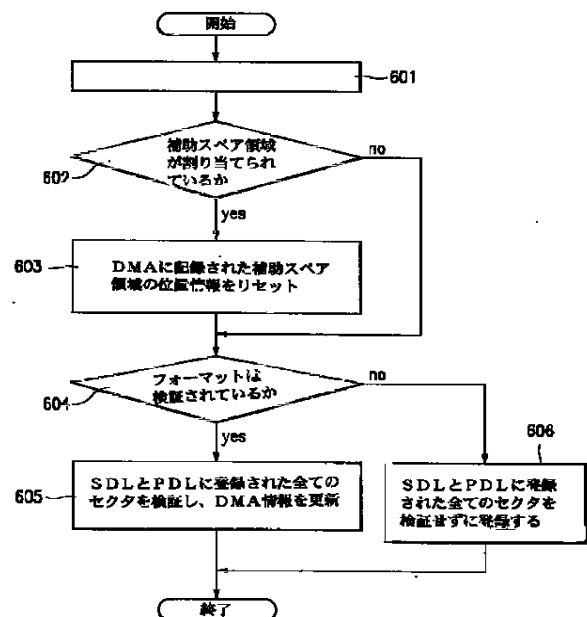 開始
601
補助スペア領域
が割り当てられ
ているか
no
602
yes
603
DMAに記録された補助スペア
領域の位置情報をリセット
フォーマットは
検証されているか
no
604
yes
606
605
SDLとPDLに登録された全ての
セクタを検証し、DMA情報を更新
SDLとPDLに登録
された全てのセクタを
検証せずに登録する
終了